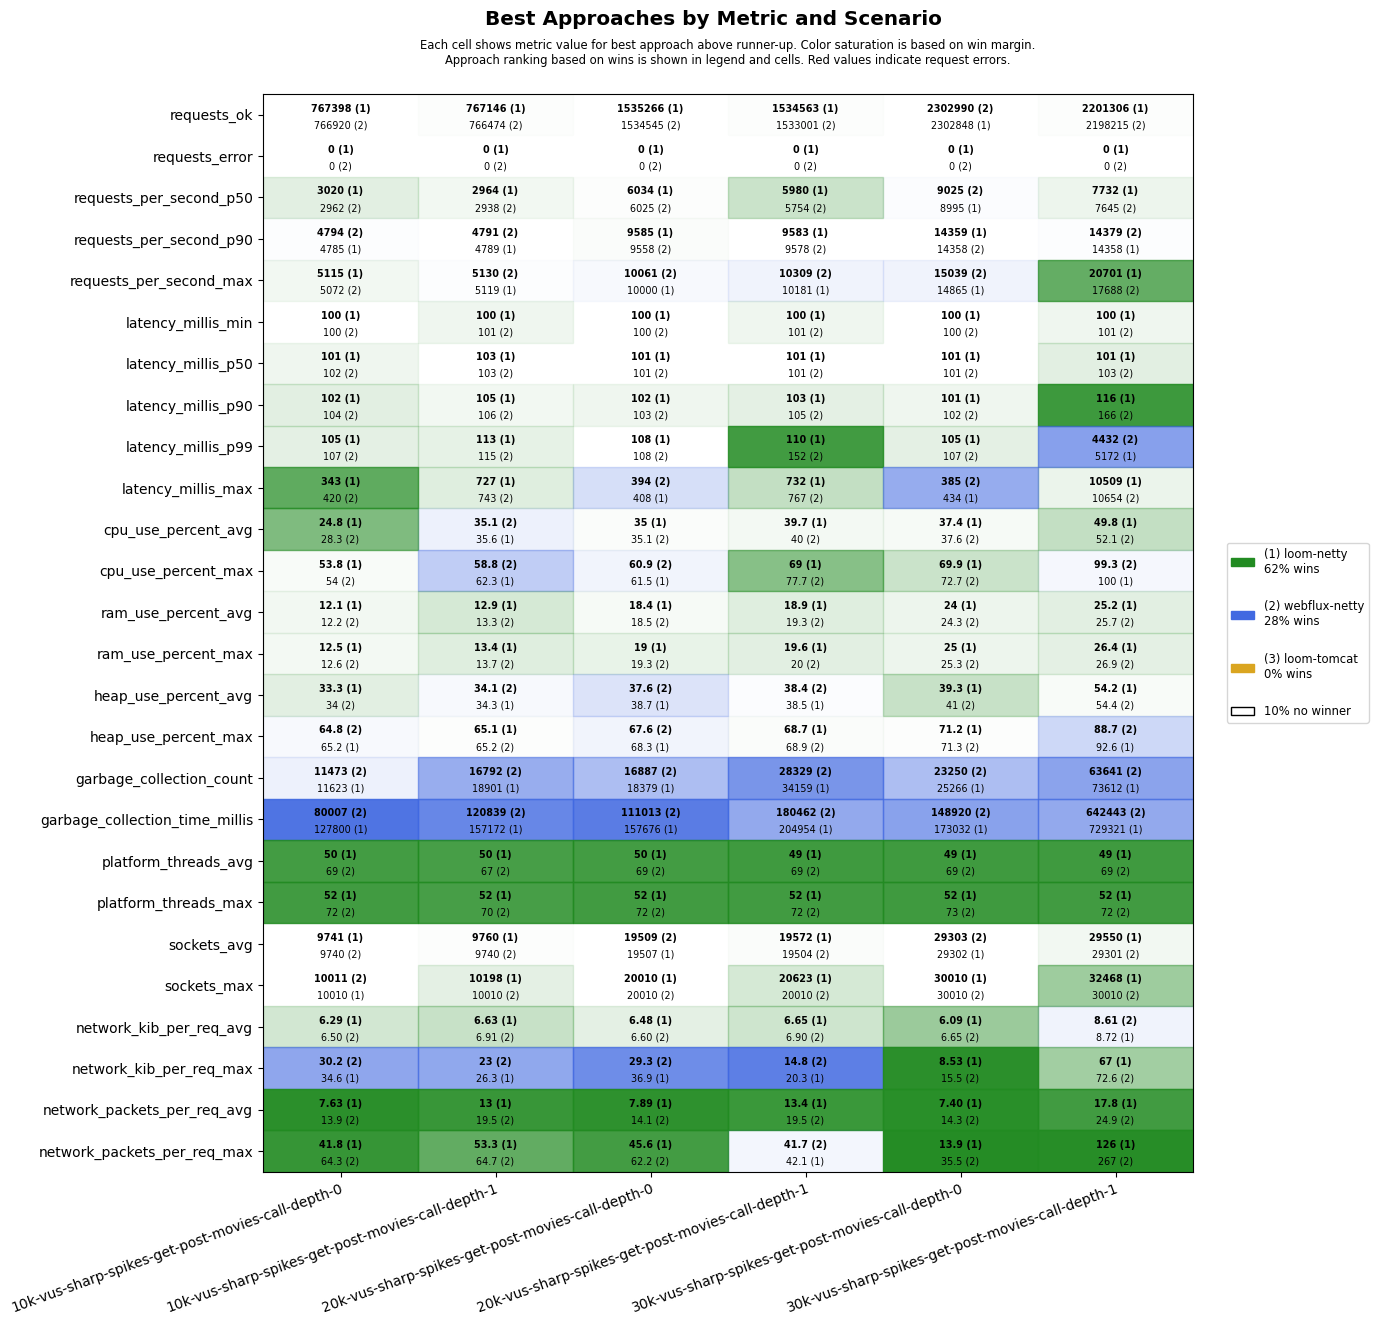 Best Approaches by Metric and Scenario
Each cell shows metric value for best approach above runner-up. Color saturation is based on win margin.
Approach ranking based on wins is shown in legend and cells. Red values indicate request errors.
requests_ok
767398 (1) 767146 (1) 1535266 (1) 1534563 (1) 2302990 (2) 2201306 (1)
766920 (2) 766474 (2) 1534545 (2) 1533001 (2) 2302848 (1) 2198215 (2)
requests_error
0 (1) 0 (1) 0 (1) 0 (1) 0 (1) 0 (1)
0 (2) 0 (2) 0 (2) 0 (2) 0 (2) 0 (2)
requests_per_second_p50
3020 (1) 2964 (1) 6034 (1) 5980 (1) 9025 (2) 7732 (1)
2962 (2) 2938 (2) 6025 (2) 5754 (2) 8995 (1) 7645 (2)
requests_per_second_p90
4794 (2) 4791 (2) 9585 (1) 9583 (1) 14359 (1) 14379 (2)
4785 (1) 4789 (1) 9558 (2) 9578 (2) 14358 (2) 14358 (1)
requests_per_second_max
5115 (1) 5130 (2) 10061 (2) 10309 (2) 15039 (2) 20701 (1)
5072 (2) 5119 (1) 10000 (1) 10181 (1) 14865 (1) 17688 (2)
latency_millis_min
100 (1) 100 (1) 100 (1) 100 (1) 100 (1) 100 (1)
100 (2) 101 (2) 100 (2) 101 (2) 100 (2) 101 (2)
latency_millis_p50
101 (1) 103 (1) 101 (1) 101 (1) 101 (1) 101 (1)
102 (2) 103 (2) 101 (2) 101 (2) 101 (2) 103 (2)
latency_millis_p90
102 (1) 105 (1) 102 (1) 103 (1) 101 (1) 116 (1)
104 (2) 106 (2) 103 (2) 105 (2) 102 (2) 166 (2)
latency_millis_p99
105 (1) 113 (1) 108 (1) 110 (1) 105 (1) 4432 (2)
107 (2) 115 (2) 108 (2) 152 (2) 107 (2) 5172 (1)
latency_millis_max
343 (1) 727 (1) 394 (2) 732 (1) 385 (2) 10509 (1)
420 (2) 743 (2) 408 (1) 767 (2) 434 (1) 10654 (2)
cpu_use_percent_avg
24.8 (1) 35.1 (2) 35 (1) 39.7 (1) 37.4 (1) 49.8 (1)
28.3 (2) 35.6 (1) 35.1 (2) 40 (2) 37.6 (2) 52.1 (2)
cpu_use_percent_max
53.8 (1) 58.8 (2) 60.9 (2) 69 (1) 69.9 (1) 99.3 (2)
54 (2) 62.3 (1) 61.5 (1) 77.7 (2) 72.7 (2) 100 (1)
ram_use_percent_avg
12.1 (1) 12.9 (1) 18.4 (1) 18.9 (1) 24 (1) 25.2 (1)
12.2 (2) 13.3 (2) 18.5 (2) 19.3 (2) 24.3 (2) 25.7 (2)
ram_use_percent_max
12.5 (1) 13.4 (1) 19 (1) 19.6 (1) 25 (1) 26.4 (1)
12.6 (2) 13.7 (2) 19.3 (2) 20 (2) 25.3 (2) 26.9 (2)
heap_use_percent_avg
33.3 (1) 34.1 (2) 37.6 (2) 38.4 (2) 39.3 (1) 54.2 (1)
34 (2) 34.3 (1) 38.7 (1) 38.5 (1) 41 (2) 54.4 (2)
heap_use_percent_max
64.8 (2) 65.1 (1) 67.6 (2) 68.7 (1) 71.2 (1) 88.7 (2)
65.2 (1) 65.2 (2) 68.3 (1) 68.9 (2) 71.3 (2) 92.6 (1)
garbage_collection_count
11473 (2) 16792 (2) 16887 (2) 28329 (2) 23250 (2) 63641 (2)
11623 (1) 18901 (1) 18379 (1) 34159 (1) 25266 (1) 73612 (1)
garbage_collection_time_millis
80007 (2) 120839 (2) 111013 (2) 180462 (2) 148920 (2) 642443 (2)
127800 (1) 157172 (1) 157676 (1) 204954 (1) 173032 (1) 729321 (1)
platform_threads_avg
50 (1) 50 (1) 50 (1) 49 (1) 49 (1) 49 (1)
69 (2) 67 (2) 69 (2) 69 (2) 69 (2) 69 (2)
platform_threads_max
52 (1) 52 (1) 52 (1) 52 (1) 52 (1) 52 (1)
72 (2) 70 (2) 72 (2) 72 (2) 73 (2) 72 (2)
sockets_avg
9741 (1) 9760 (1) 19509 (2) 19572 (1) 29303 (2) 29550 (1)
9740 (2) 9740 (2) 19507 (1) 19504 (2) 29302 (1) 29301 (2)
sockets_max
10011 (2) 10198 (1) 20010 (1) 20623 (1) 30010 (1) 32468 (1)
10010 (1) 10010 (2) 20010 (2) 20010 (2) 30010 (2) 30010 (2)
network_kib_per_req_avg
6.29 (1) 6.63 (1) 6.48 (1) 6.65 (1) 6.09 (1) 8.61 (2)
6.50 (2) 6.91 (2) 6.60 (2) 6.90 (2) 6.65 (2) 8.72 (1)
network_kib_per_req_max
30.2 (2) 23 (2) 29.3 (2) 14.8 (2) 8.53 (1) 67 (1)
34.6 (1) 26.3 (1) 36.9 (1) 20.3 (1) 15.5 (2) 72.6 (2)
network_packets_per_req_avg
7.63 (1) 13 (1) 7.89 (1) 13.4 (1) 7.40 (1) 17.8 (1)
13.9 (2) 19.5 (2) 14.1 (2) 19.5 (2) 14.3 (2) 24.9 (2)
network_packets_per_req_max
41.8 (1) 53.3 (1) 45.6 (1) 41.7 (2) 13.9 (1) 126 (1)
64.3 (2) 64.7 (2) 62.2 (2) 42.1 (1) 35.5 (2) 267 (2)
10k-vus-sharp-spikes-get-post-movies-call-depth-0
10k-vus-sharp-spikes-get-post-movies-call-depth-1
20k-vus-sharp-spikes-get-post-movies-call-depth-0
20k-vus-sharp-spikes-get-post-movies-call-depth-1
30k-vus-sharp-spikes-get-post-movies-call-depth-0
30k-vus-sharp-spikes-get-post-movies-call-depth-1
(1) loom-netty
62% wins
(2) webflux-netty
28% wins
(3) loom-tomcat
0% wins
10% no winner